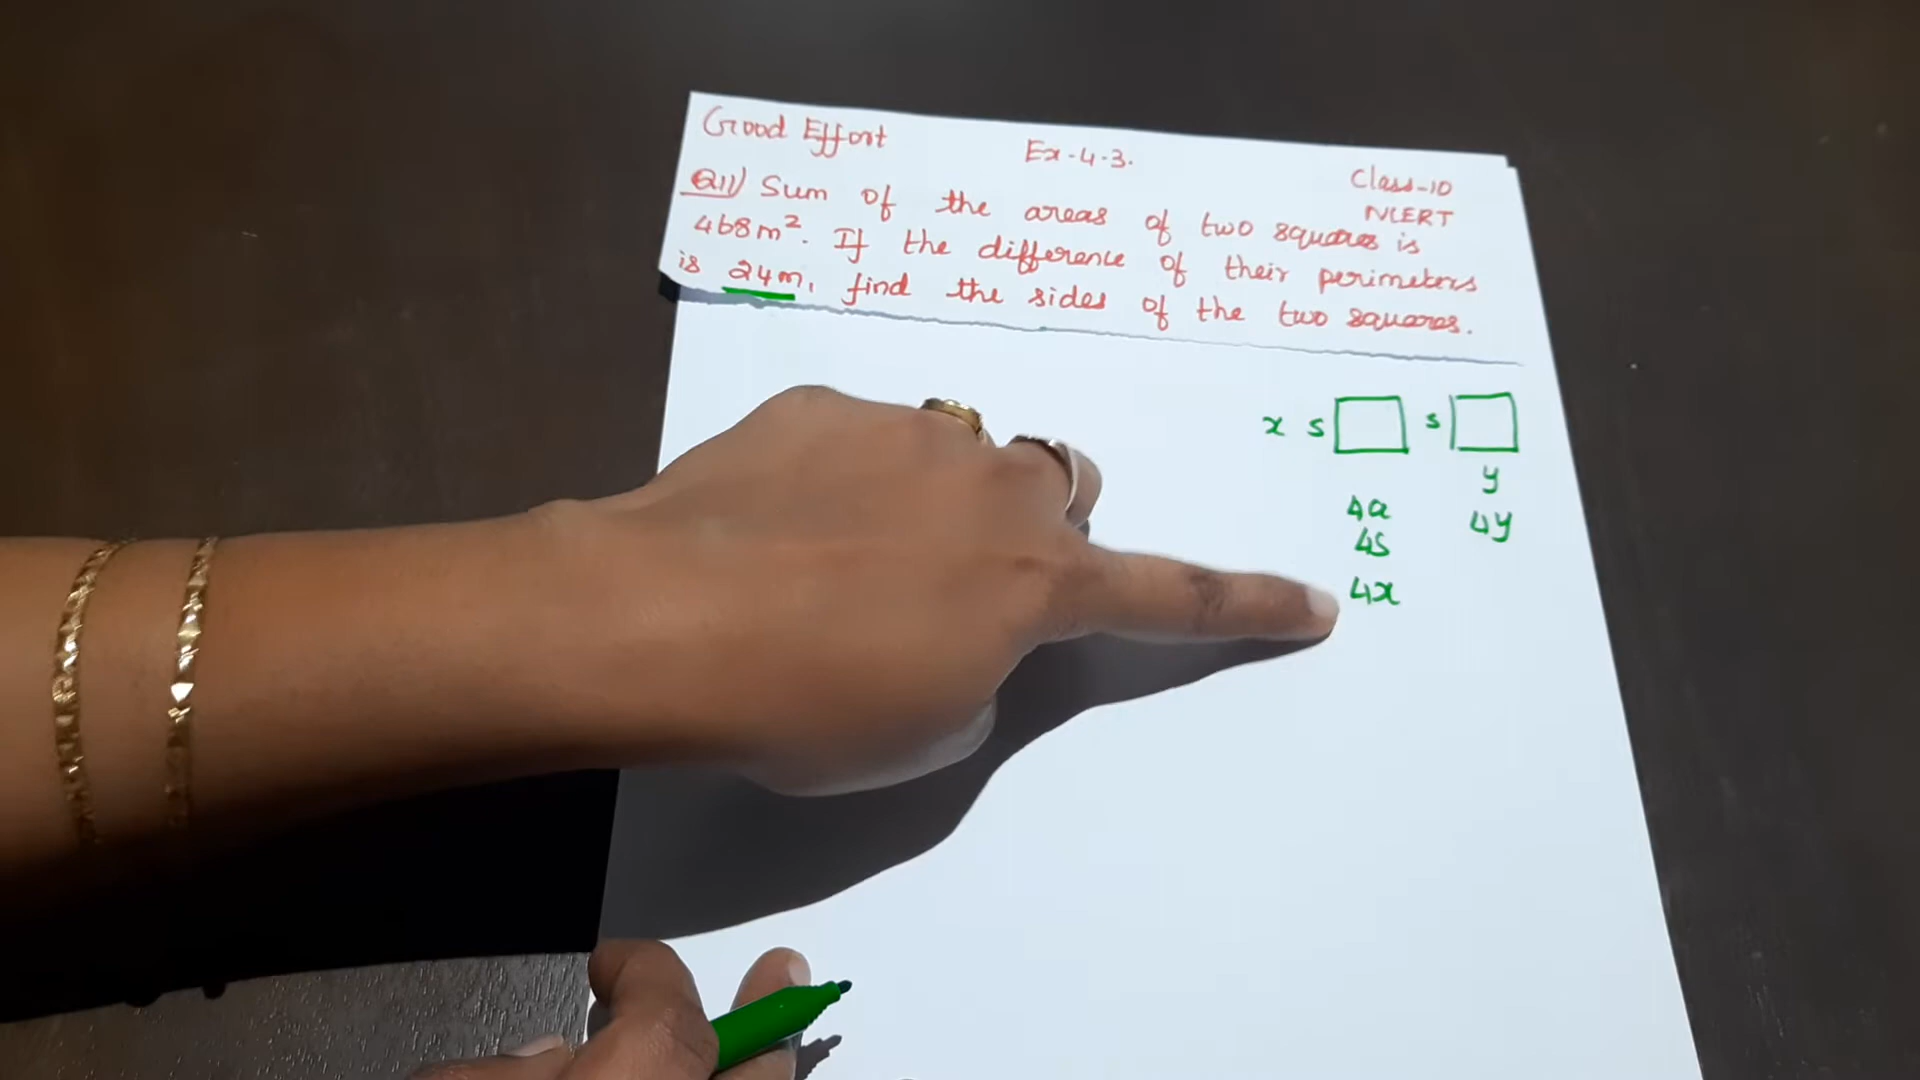 Good Effort
Ex-4-3.
Class-10
NCERT
Q11) Sum of the areas of two squares is
468m². If the difference of their perimeters
is 24m, find the sides of the two squares.
x s s
y
4a 4y
4s
4x